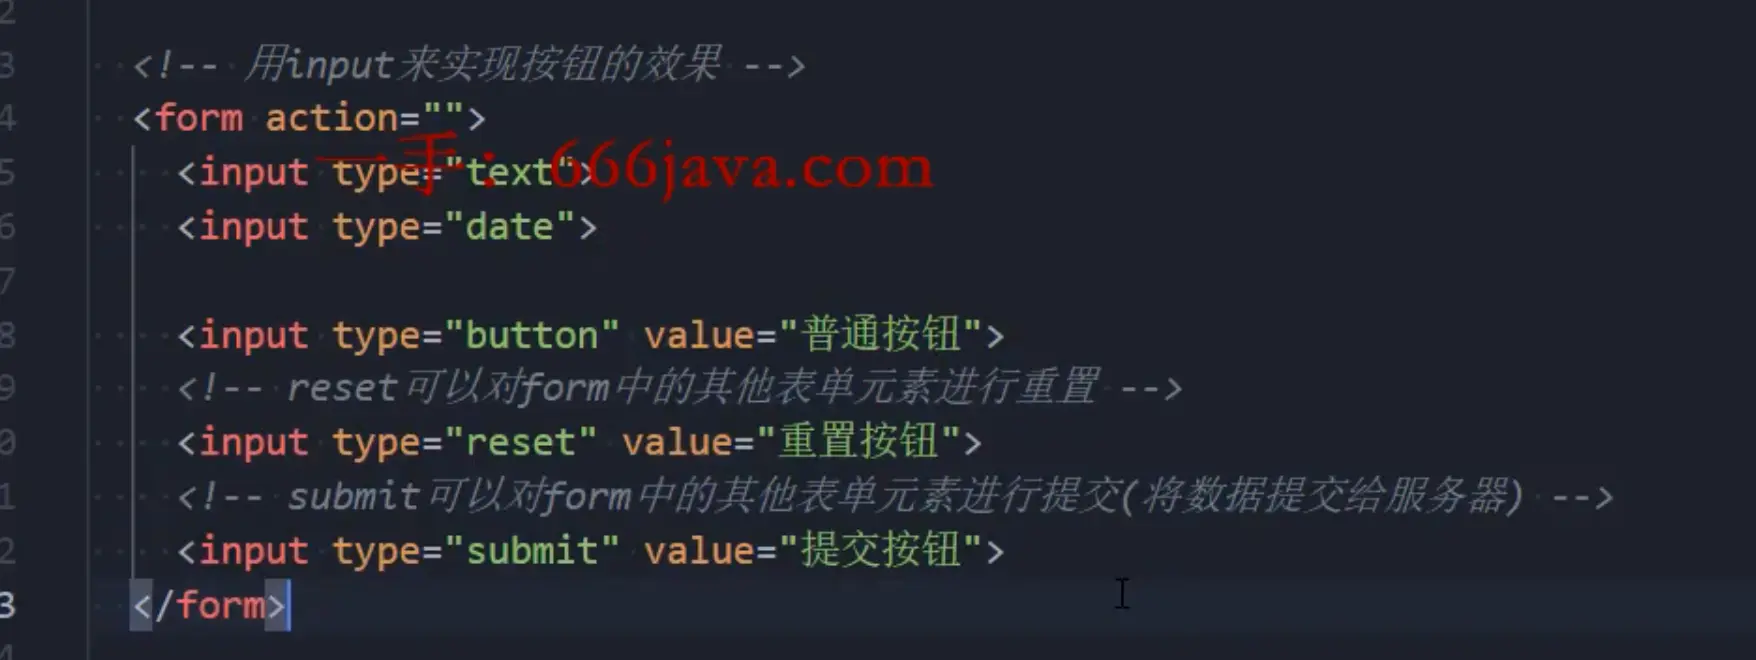 2
3 <!-- 用input来实现按钮的效果 -->
4 <form action="">
5 <input type="text">
一手：666java.com
6 <input type="date">
7
8 <input type="button" value="普通按钮">
9 <!-- reset可以对form中的其他表单元素进行重置 -->
0 <input type="reset" value="重置按钮">
1 <!-- submit可以对form中的其他表单元素进行提交(将数据提交给服务器) -->
2 <input type="submit" value="提交按钮">
3 </form>
4